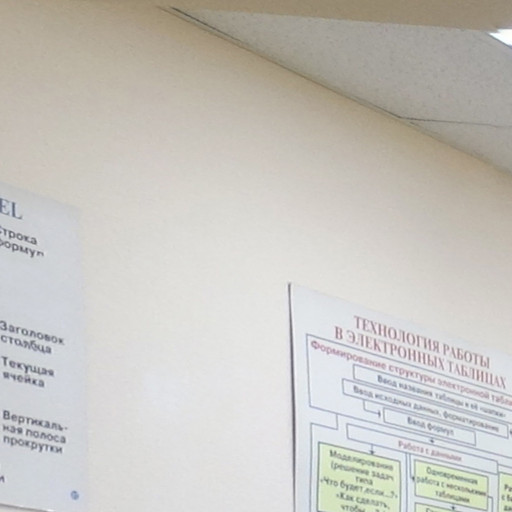 EL
Строка
формул
Заголовок
столбца
Текущая
ячейка
Вертикаль-
ная полоса
прокрутки
ТЕХНОЛОГИЯ РАБОТЫ
В ЭЛЕКТРОННЫХ ТАБЛИЦАХ
Формирование структуры электронной
Ввод названия таблицы и её «шапки»
Ввод исходных данных, форматирование
Ввод формул
Работа с данными
Моделирование
(решение задач
типа
«Что будет,если...?»
«Как сделать,
чтобы
Одновременная
работа с несколькими
таблицами